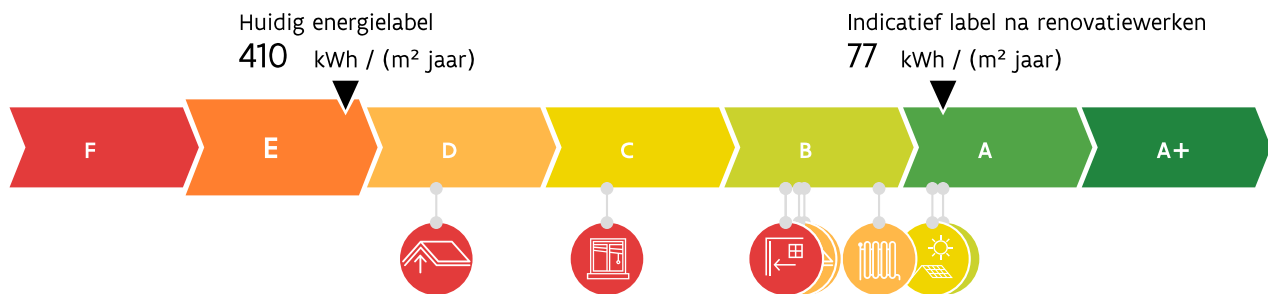 Huidig energielabel
410 kWh / (m² jaar)
Indicatief label na renovatiewerken
77 kWh / (m² jaar)
F E D C B A A+